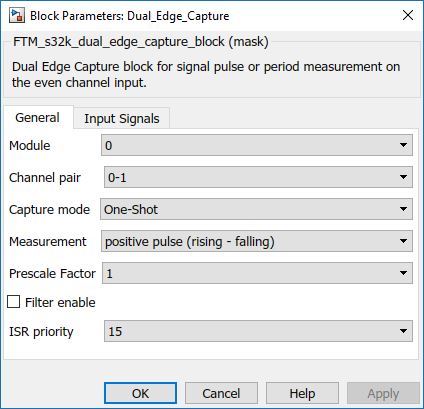 Block Parameters: Dual_Edge_Capture
FTM_s32k_dual_edge_capture_block (mask)
Dual Edge Capture block for signal pulse or period measurement on
the even channel input.
General Input Signals
Module 0
Channel pair 0-1
Capture mode One-Shot
Measurement positive pulse (rising - falling)
Prescale Factor 1
Filter enable
ISR priority 15
OK Cancel Help Apply